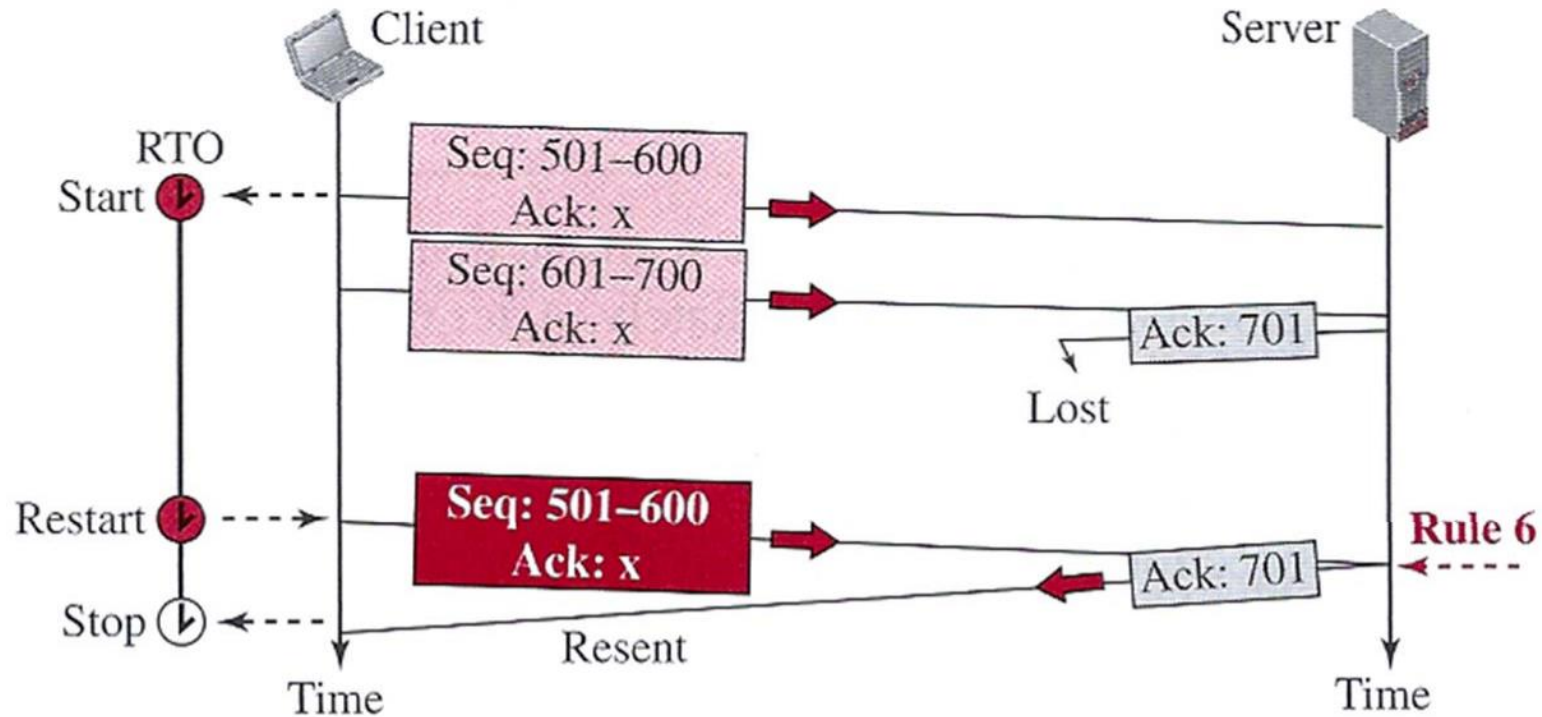 Client
Server
RTO
Start
Seq: 501–600
Ack: x
Seq: 601–700
Ack: x
Ack: 701
Lost
Restart
Seq: 501–600
Ack: x
Rule 6
Ack: 701
Stop
Resent
Time
Time